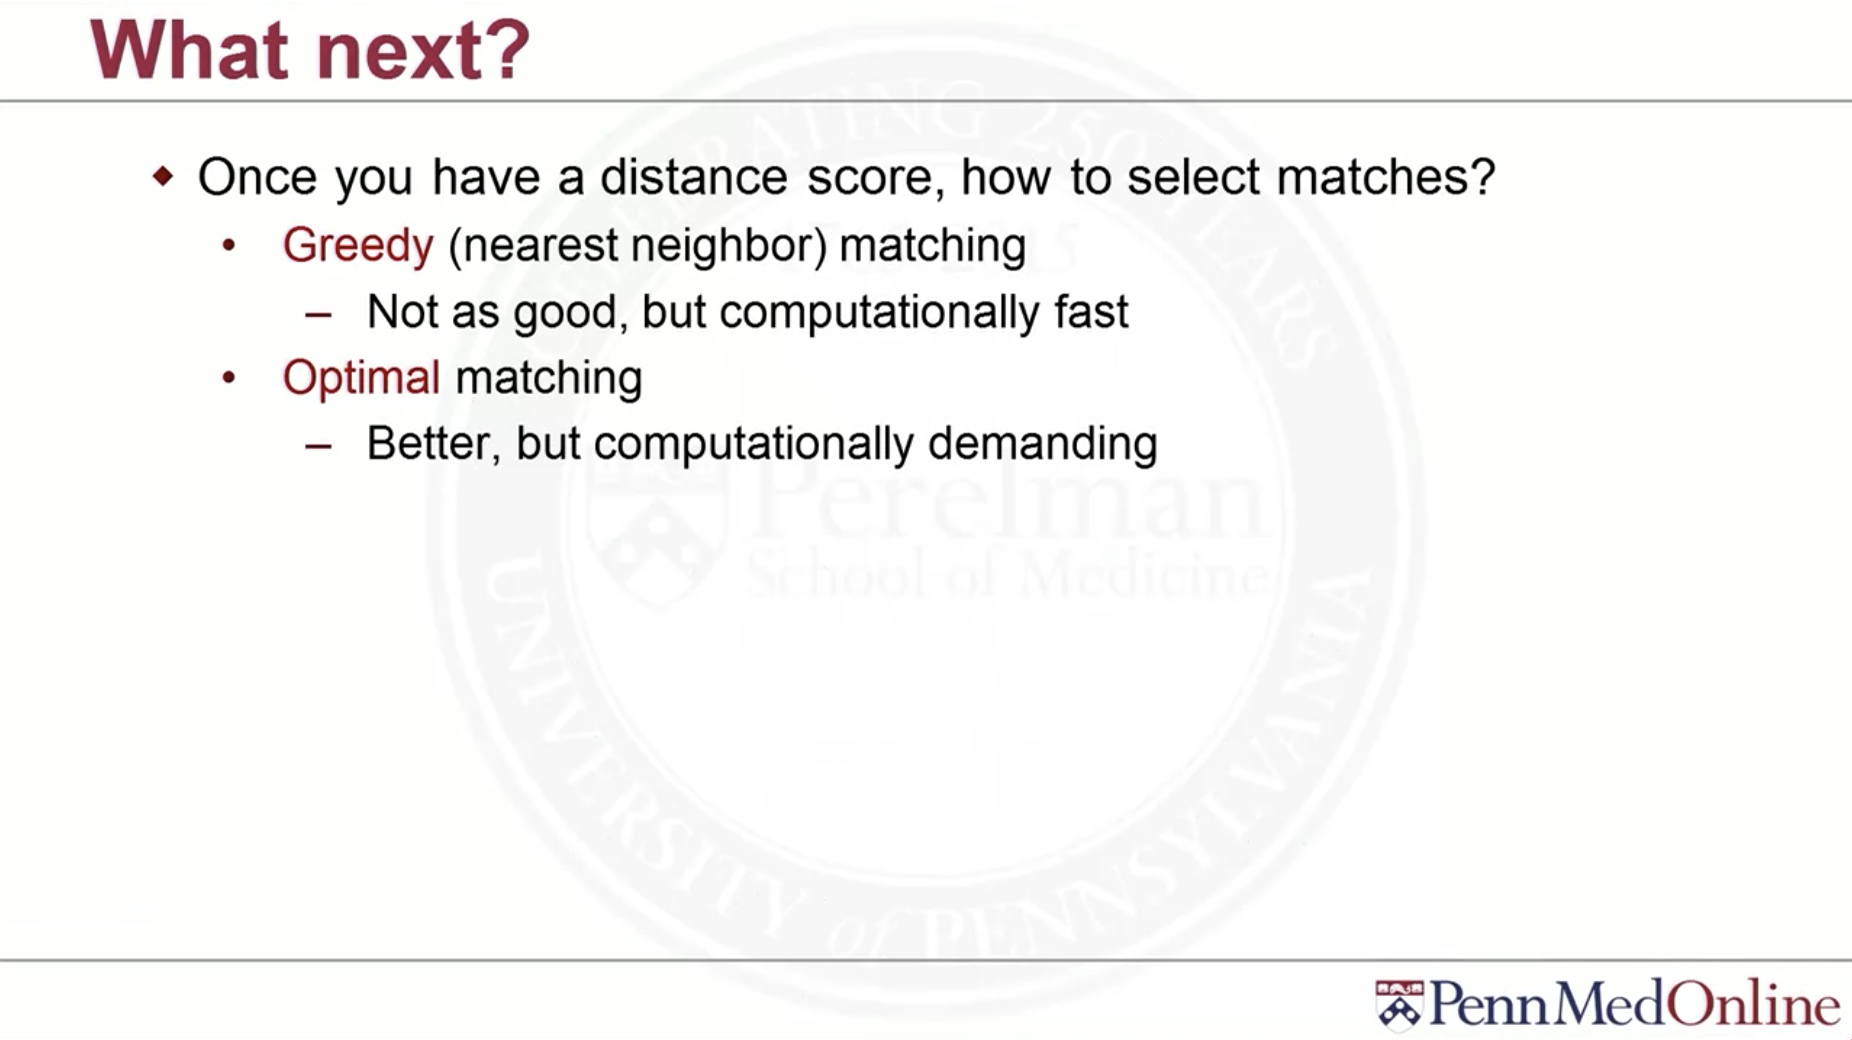 What next?
◆ Once you have a distance score, how to select matches?
• Greedy (nearest neighbor) matching
– Not as good, but computationally fast
• Optimal matching
– Better, but computationally demanding
CELEBRATING 250 YEARS
Perelman
School of Medicine
UNIVERSITY of PENNSYLVANIA
PennMedOnline